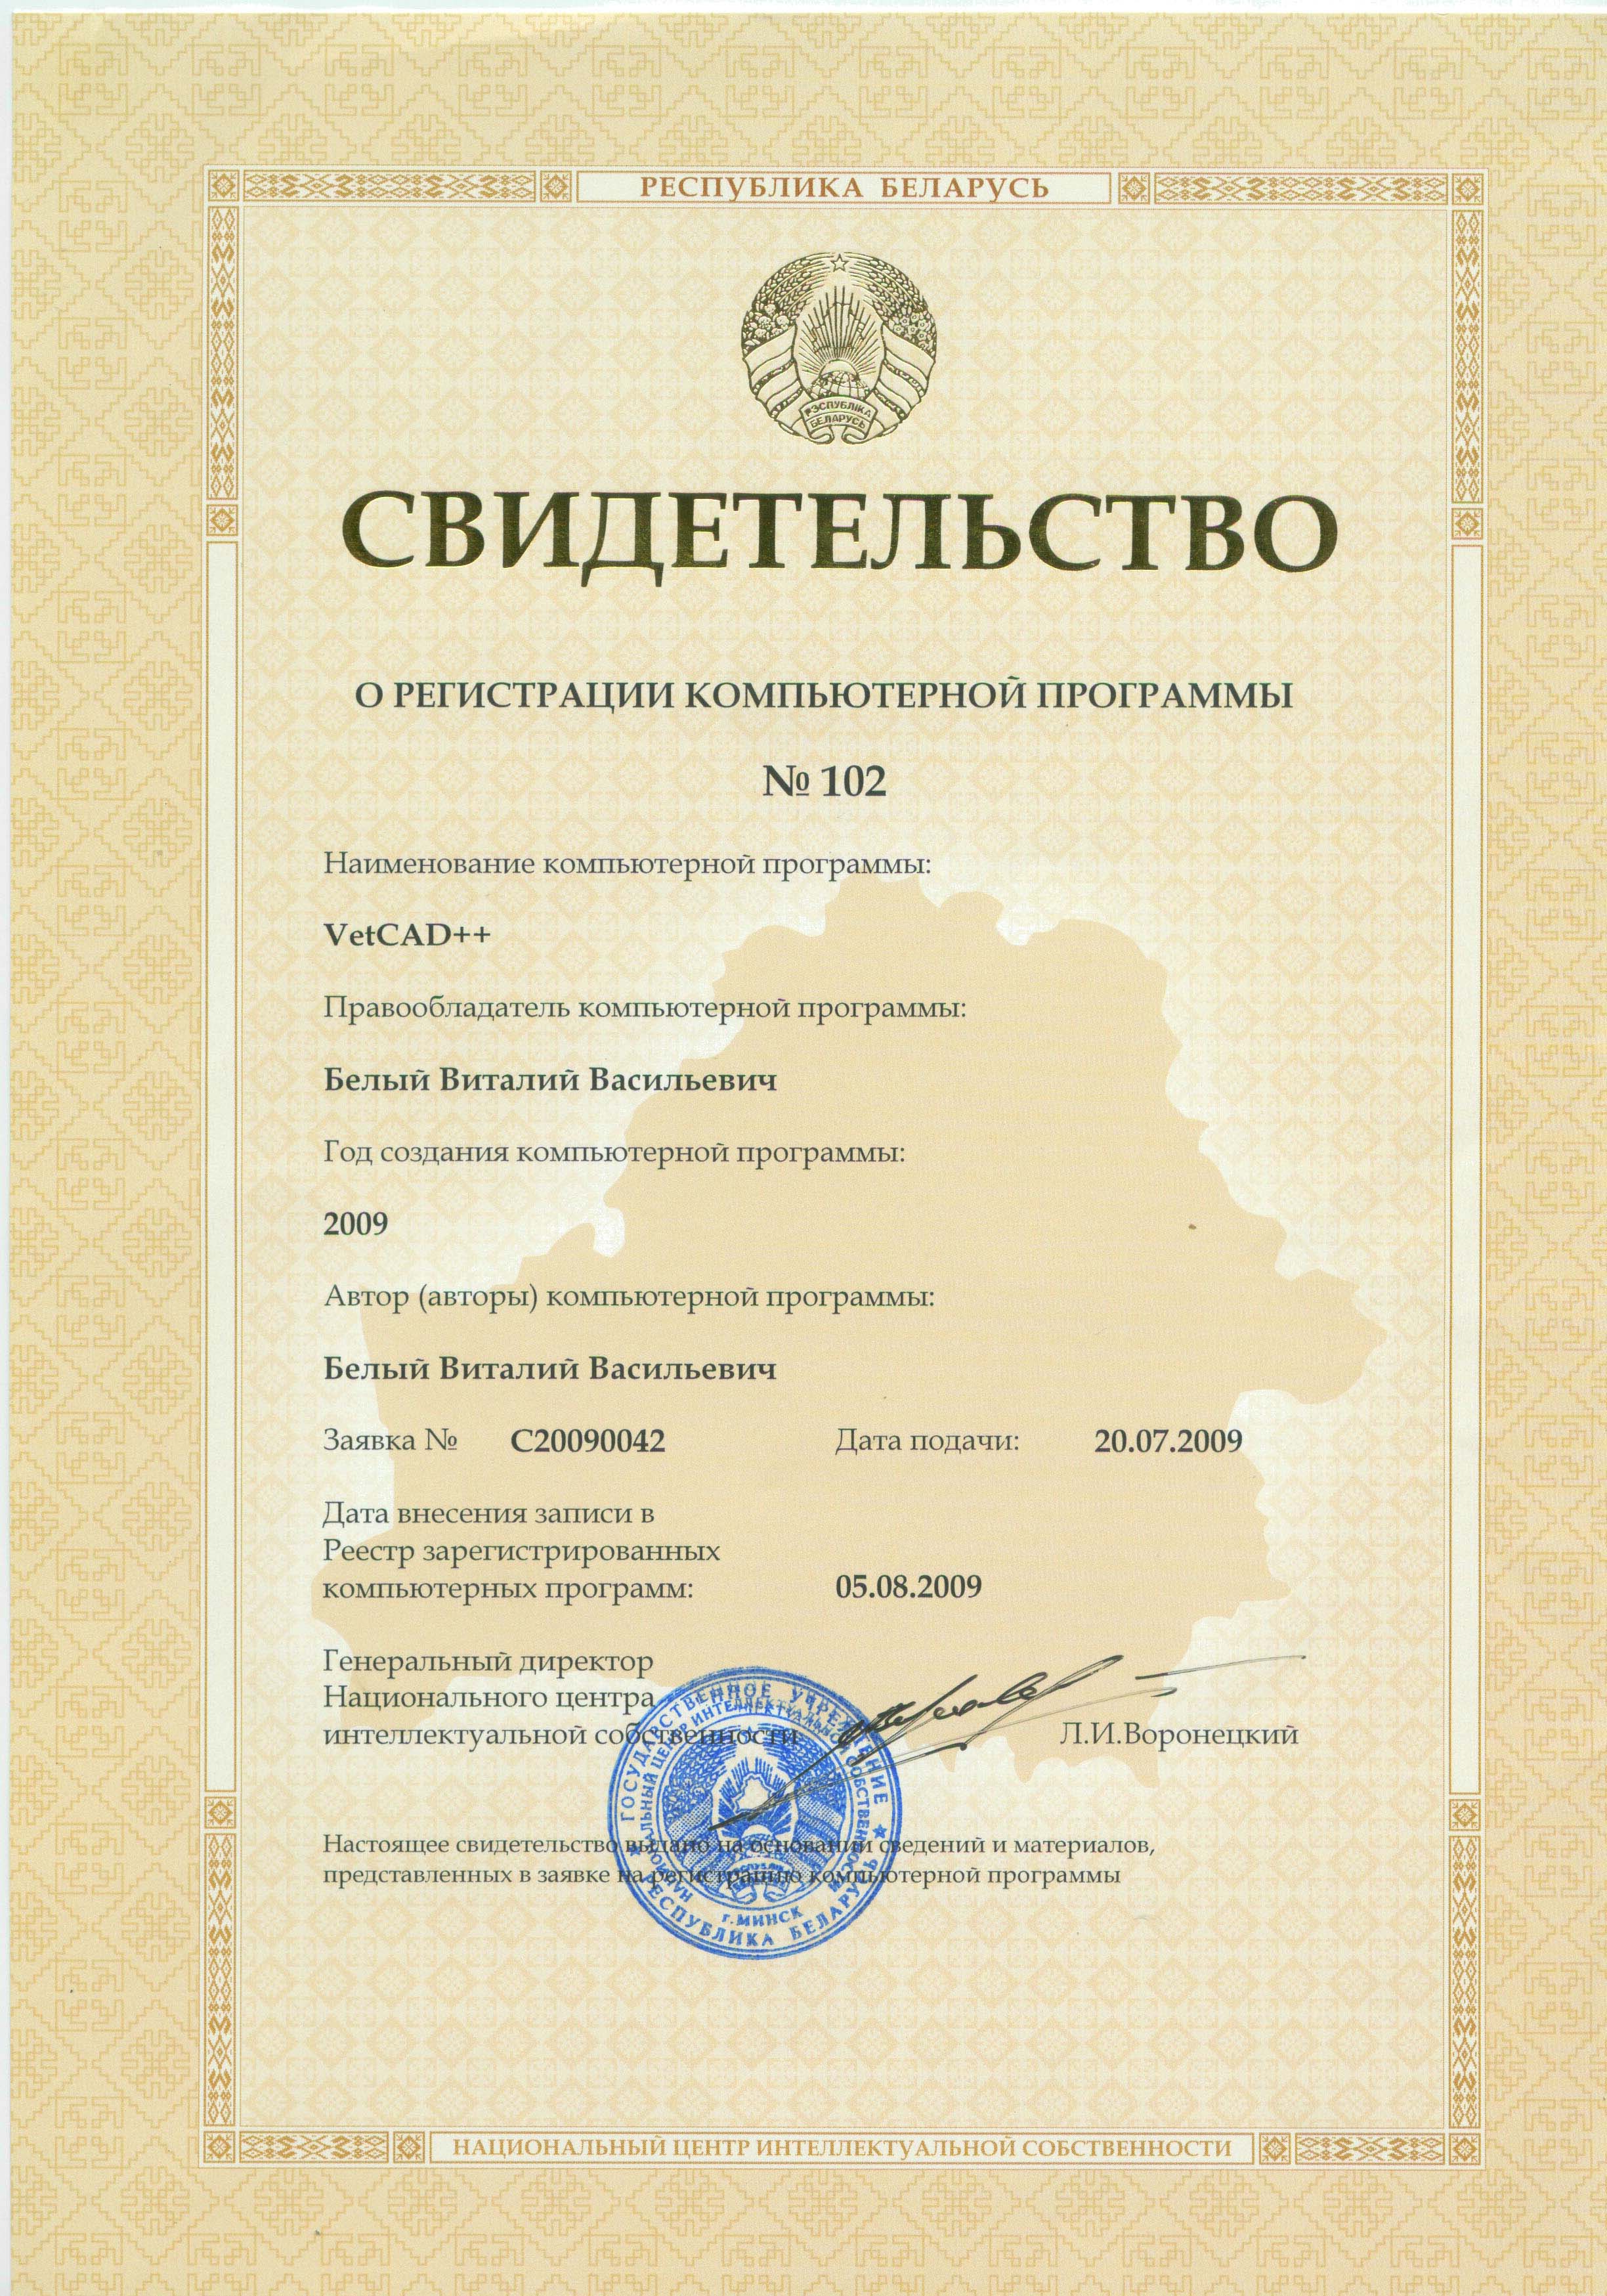 РЕСПУБЛИКА БЕЛАРУСЬ
РЭСПУБЛІКА
БЕЛАРУСЬ
СВИДЕТЕЛЬСТВО
О РЕГИСТРАЦИИ КОМПЬЮТЕРНОЙ ПРОГРАММЫ
№ 102
Наименование компьютерной программы:
VetCAD++
Правообладатель компьютерной программы:
Белый Виталий Васильевич
Год создания компьютерной программы:
2009
Автор (авторы) компьютерной программы:
Белый Виталий Васильевич
Заявка № С20090042 Дата подачи: 20.07.2009
Дата внесения записи в
Реестр зарегистрированных
компьютерных программ: 05.08.2009
Генеральный директор
Национального центра
интеллектуальной собственности Л.И.Воронецкий
ГОСУДАРСТВЕННОЕ УЧРЕЖДЕНИЕ
НАЦИОНАЛЬНЫЙ ЦЕНТР ИНТЕЛЛЕКТУАЛЬНОЙ СОБСТВЕННОСТИ
г.МИНСК
РЕСПУБЛИКА БЕЛАРУСЬ
Настоящее свидетельство выдано на основании сведений и материалов,
представленных в заявке на регистрацию компьютерной программы
НАЦИОНАЛЬНЫЙ ЦЕНТР ИНТЕЛЛЕКТУАЛЬНОЙ СОБСТВЕННОСТИ